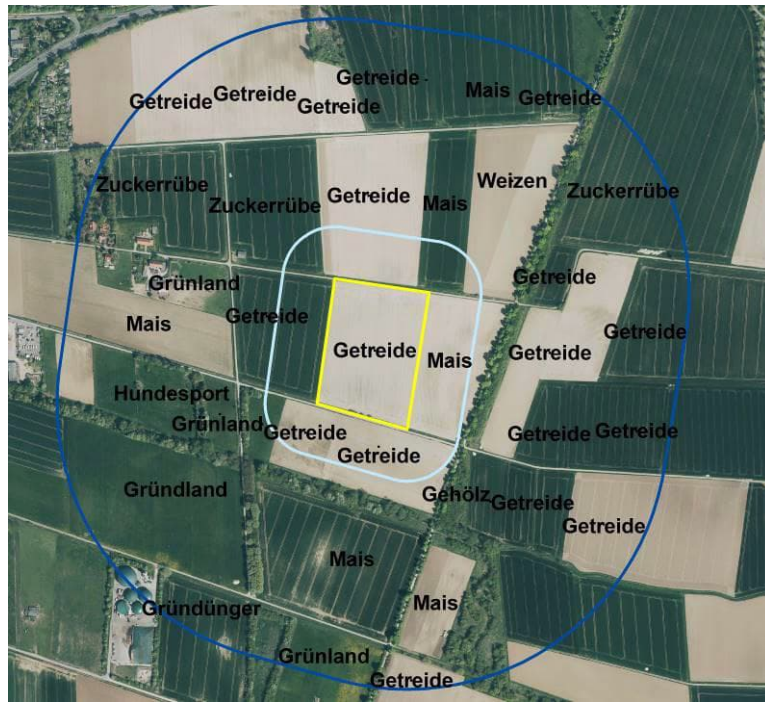 Getreide
Mais
Getreide
Getreide
Getreide
Getreide
Zuckerrübe
Zuckerrübe
Getreide
Mais
Weizen
Zuckerrübe
Grünland
Getreide
Mais
Getreide
Getreide
Mais
Getreide
Getreide
Hundesport
Grünland
Getreide
Getreide
Getreide
Getreide
Gründland
Gehölz
Getreide
Getreide
Mais
Gründünger
Mais
Grünland
Getreide